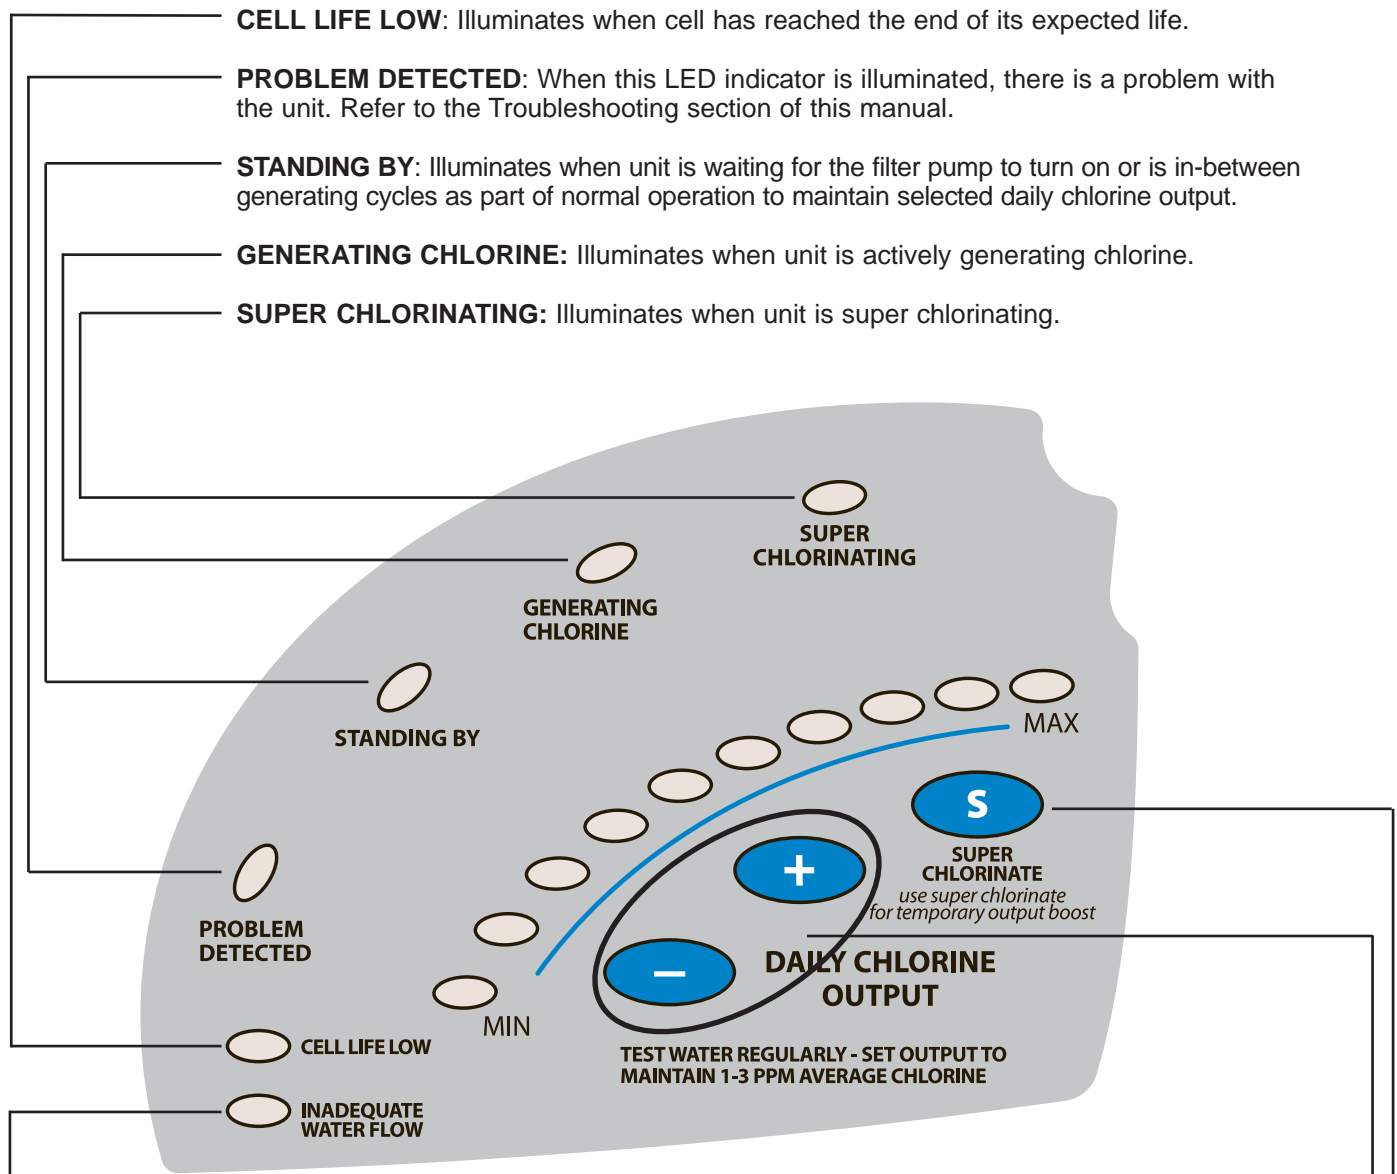 CELL LIFE LOW: Illuminates when cell has reached the end of its expected life.
PROBLEM DETECTED: When this LED indicator is illuminated, there is a problem with
the unit. Refer to the Troubleshooting section of this manual.
STANDING BY: Illuminates when unit is waiting for the filter pump to turn on or is in-between
generating cycles as part of normal operation to maintain selected daily chlorine output.
GENERATING CHLORINE: Illuminates when unit is actively generating chlorine.
SUPER CHLORINATING: Illuminates when unit is super chlorinating.
SUPER
CHLORINATING
GENERATING
CHLORINE
STANDING BY
MAX
S
SUPER
CHLORINATE
use super chlorinate
for temporary output boost
+
PROBLEM
DETECTED
–
DAILY CHLORINE
OUTPUT
MIN
CELL LIFE LOW
TEST WATER REGULARLY - SET OUTPUT TO
MAINTAIN 1-3 PPM AVERAGE CHLORINE
INADEQUATE
WATER FLOW